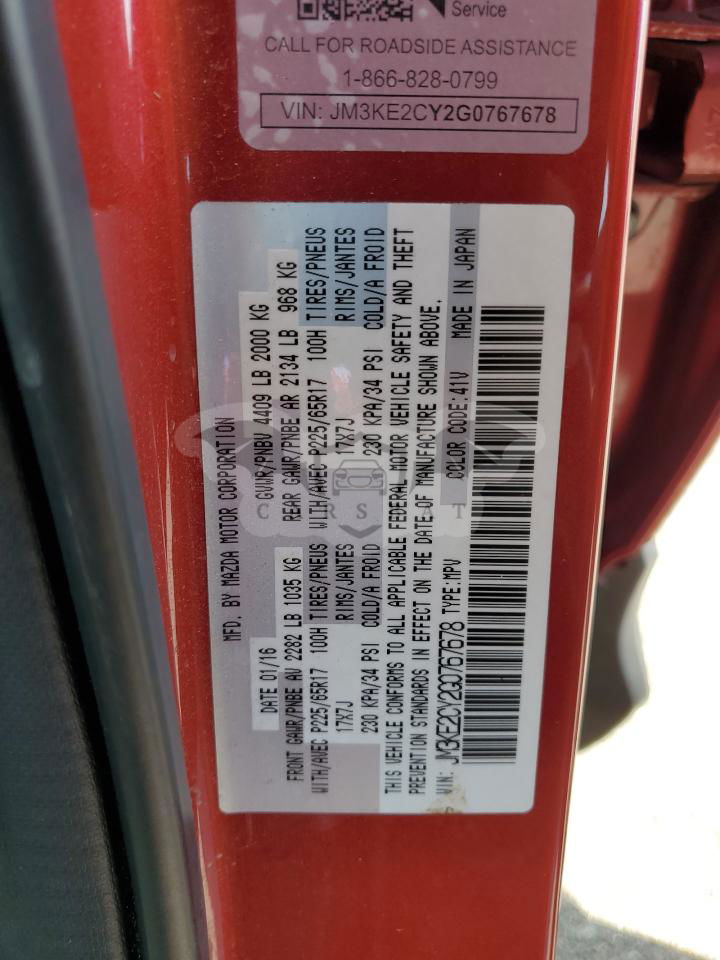 Service
CALL FOR ROADSIDE ASSISTANCE
1-866-828-0799
VIN: JM3KE2CY2G0767678
MFD. BY MAZDA MOTOR CORPORATION
DATE 01/16 GVWR/PNBV 4409 LB 2000 KG
FRONT GAWR/PNBE AV 2282 LB 1035 KG REAR GAWR/PNBE AR 2134 LB 968 KG
WITH/AVEC P225/65R17 100H TIRES/PNEUS WITH/AVEC P225/65R17 100H TIRES/PNEUS
17X7J RIMS/JANTES 17X7J RIMS/JANTES
230 KPA/34 PSI COLD/A FROID 230 KPA/34 PSI COLD/A FROID
THIS VEHICLE CONFORMS TO ALL APPLICABLE FEDERAL MOTOR VEHICLE SAFETY AND THEFT
PREVENTION STANDARDS IN EFFECT ON THE DATE OF MANUFACTURE SHOWN ABOVE.
VIN: JM3KE2CY2G0767678 TYPE:MPV COLOR CODE:41V MADE IN JAPAN